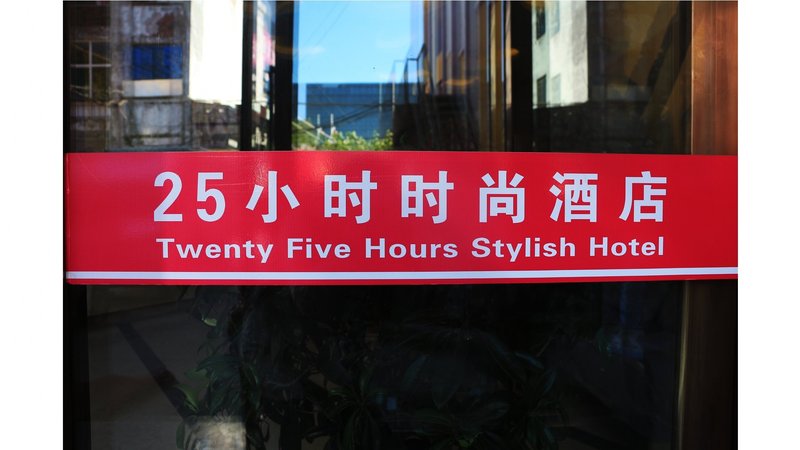 25小时时尚酒店
Twenty Five Hours Stylish Hotel